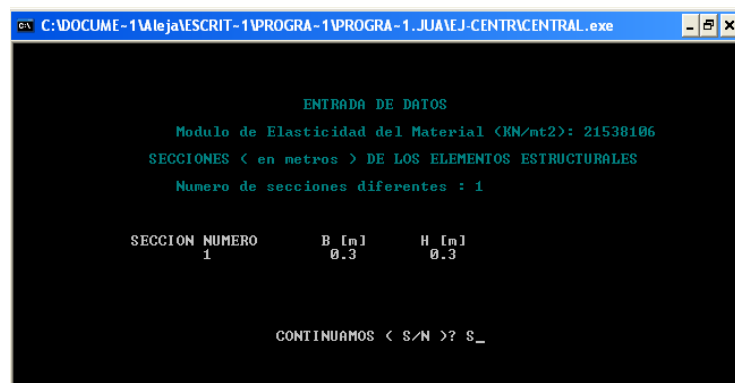 C:\DOCUME~1\Aleja\ESCRIT~1\PROGRA~1\PROGRA~1.JUA\EJ-CENTR\CENTRAL.exe
ENTRADA DE DATOS
Modulo de Elasticidad del Material (KN/mt2): 21538106
SECCIONES ( en metros ) DE LOS ELEMENTOS ESTRUCTURALES
Numero de secciones diferentes : 1
SECCION NUMERO B [m] H [m]
1 0.3 0.3
CONTINUAMOS ( S/N )? S_